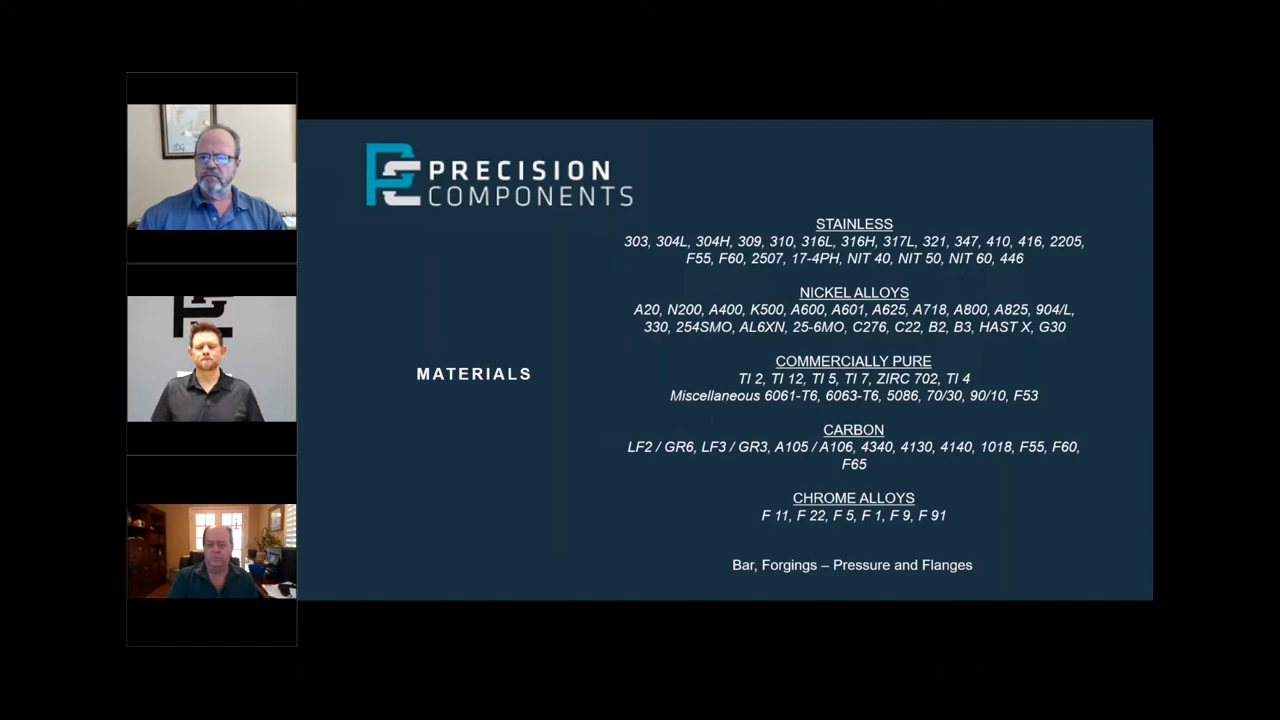 PRECISION
COMPONENTS
STAINLESS
303, 304L, 304H, 309, 310, 316L, 316H, 317L, 321, 347, 410, 416, 2205,
F55, F60, 2507, 17-4PH, NIT 40, NIT 50, NIT 60, 446
NICKEL ALLOYS
A20, N200, A400, K500, A600, A601, A625, A718, A800, A825, 904/L,
330, 254SMO, AL6XN, 25-6MO, C276, C22, B2, B3, HAST X, G30
MATERIALS
COMMERCIALLY PURE
TI 2, TI 12, TI 5, TI 7, ZIRC 702, TI 4
Miscellaneous 6061-T6, 6063-T6, 5086, 70/30, 90/10, F53
CARBON
LF2 / GR6, LF3 / GR3, A105 / A106, 4340, 4130, 4140, 1018, F55, F60,
F65
CHROME ALLOYS
F 11, F 22, F 5, F 1, F 9, F 91
Bar, Forgings – Pressure and Flanges